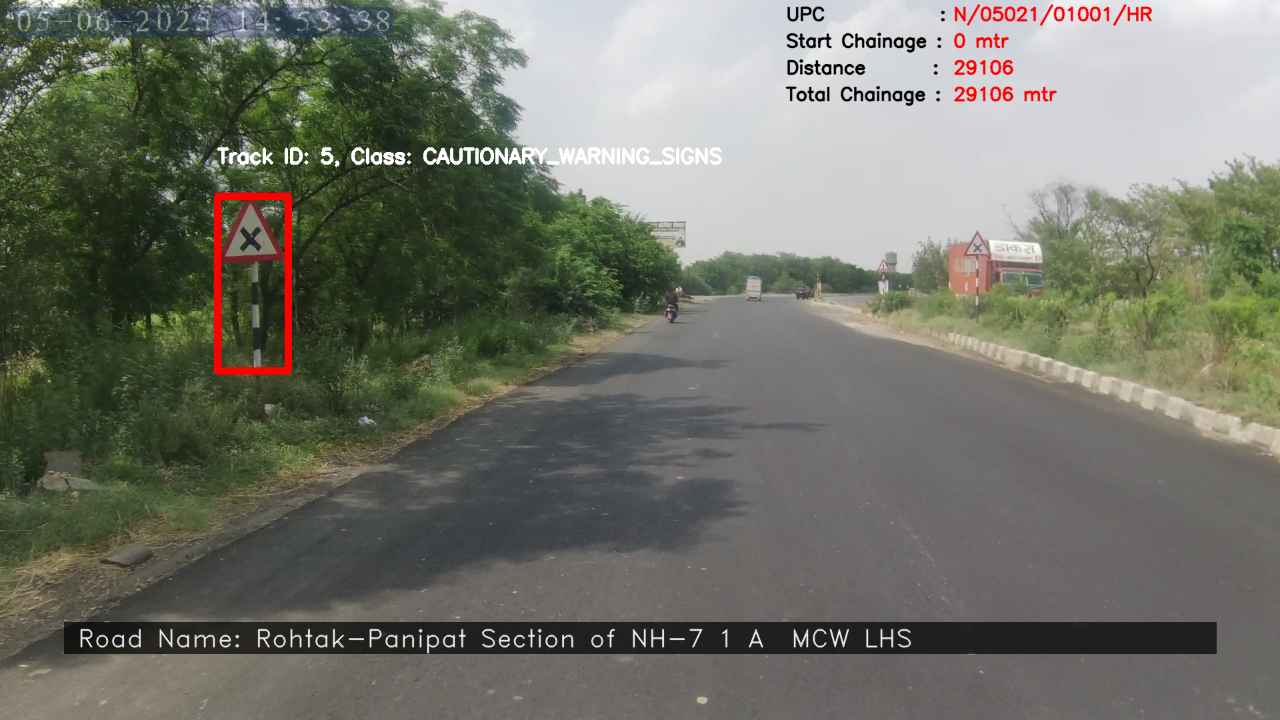 05-06-2025 14:53:38
UPC : N/05021/01001/HR
Start Chainage : 0 mtr
Distance : 29106
Total Chainage : 29106 mtr
Track ID: 5, Class: CAUTIONARY_WARNING_SIGNS
Road Name: Rohtak-Panipat Section of NH-7 1 A MCW LHS